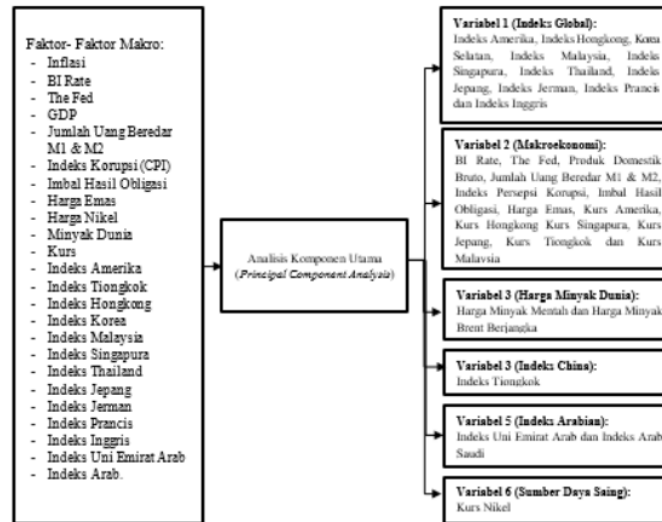 Faktor- Faktor Makro:
- Inflasi
- BI Rate
- The Fed
- GDP
- Jumlah Uang Beredar
M1 & M2
- Indeks Korupsi (CPI)
- Imbal Hasil Obligasi
- Harga Emas
- Harga Nikel
- Minyak Dunia
- Kurs
- Indeks Amerika
- Indeks Tiongkok
- Indeks Hongkong
- Indeks Korea
- Indeks Malaysia
- Indeks Singapura
- Indeks Thailand
- Indeks Jepang
- Indeks Jerman
- Indeks Prancis
- Indeks Inggris
- Indeks Uni Emirat Arab
- Indeks Arab.
Analisis Komponen Utama
(Principal Component Analysis)
Variabel 1 (Indeks Global):
Indeks Amerika, Indeks Hongkong, Korea
Selatan, Indeks Malaysia, Indeks
Singapura, Indeks Thailand, Indeks
Jepang, Indeks Jerman, Indeks Prancis
dan Indeks Inggris
Variabel 2 (Makroekonomi):
BI Rate, The Fed, Produk Domestik
Bruto, Jumlah Uang Beredar M1 & M2,
Indeks Persepsi Korupsi, Imbal Hasil
Obligasi, Harga Emas, Kurs Amerika,
Kurs Hongkong Kurs Singapura, Kurs
Jepang, Kurs Tiongkok dan Kurs
Malaysia
Variabel 3 (Harga Minyak Dunia):
Harga Minyak Mentah dan Harga Minyak
Brent Berjangka
Variabel 3 (Indeks China):
Indeks Tiongkok
Variabel 5 (Indeks Arabian):
Indeks Uni Emirat Arab dan Indeks Arab
Saudi
Variabel 6 (Sumber Daya Saing):
Kurs Nikel